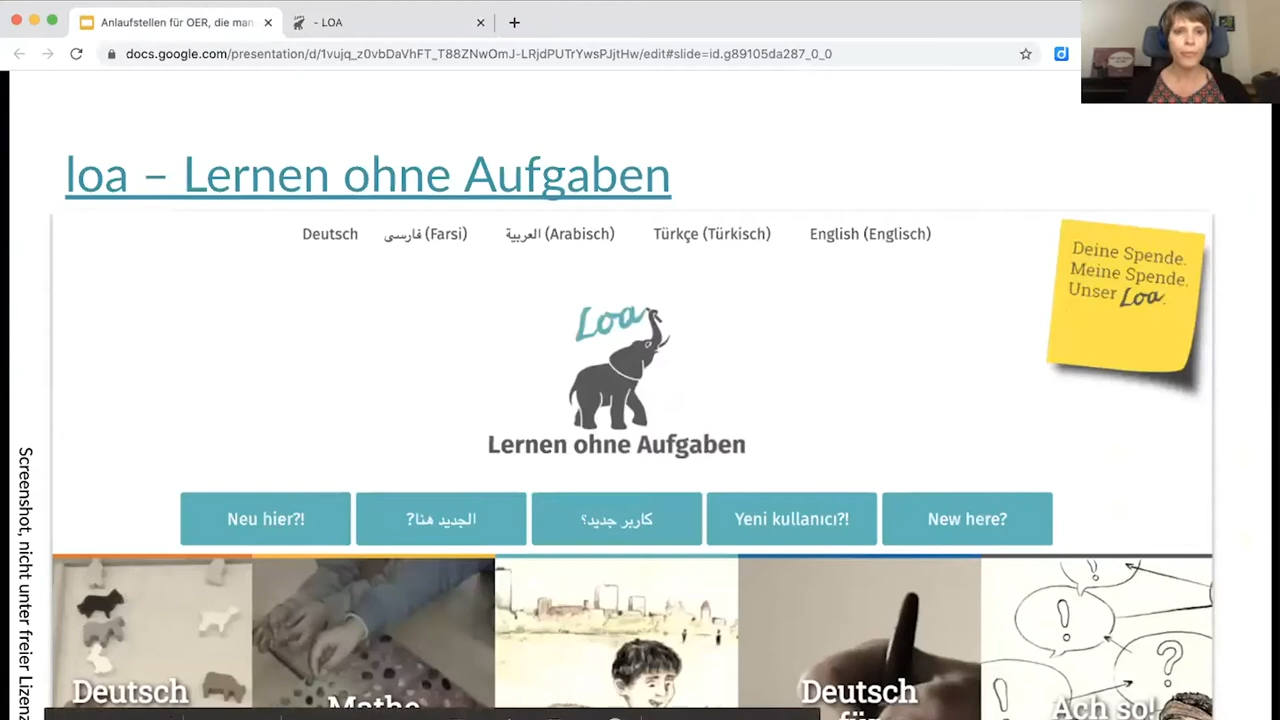 Anlaufstellen für OER, die man
- LOA
docs.google.com/presentation/d/1vujq_z0vbDaVhFT_T88ZNwOmJ-LRjdPUTrYwsPJjtHw/edit#slide=id.g89105da287_0_0
loa – Lernen ohne Aufgaben
Deutsch فارسی (Farsi) العربية (Arabisch) Türkçe (Türkisch) English (Englisch)
Deine Spende.
Meine Spende.
Unser Loa.
Loa
Lernen ohne Aufgaben
Neu hier?! الجديد هنا? کاربر جدید؟ Yeni kullanıcı?! New here?
Deutsch Mathe Deutsch für Ach so!
Screenshot, nicht unter freier Lizenz